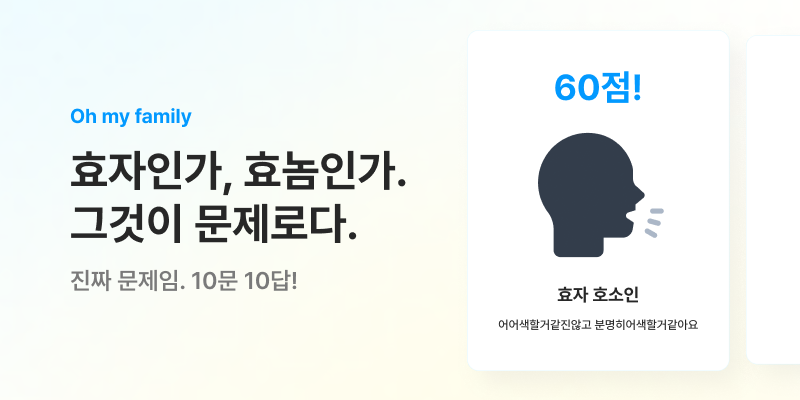 Oh my family
효자인가, 효놈인가.
그것이 문제로다.
진짜 문제임. 10문 10답!
60점!
효자 호소인
어어색할거같진않고 분명히어색할거같아요